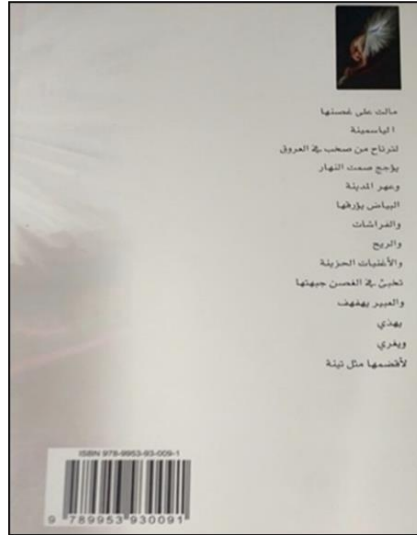 مالت على غصنها
الياسمينة
لترتاح من صخب في العروق
يؤجج صمت النهار
وعهر المدينة
البياض يؤرقها
والفراشات
والريح
والأغنيات الحزينة
تخبئ في الغصن جبهتها
والعبير يهفهف
يهذي
ويغري
لأقضمها مثل تينة
ISBN 978-9953-93-009-1
9 789953 930091